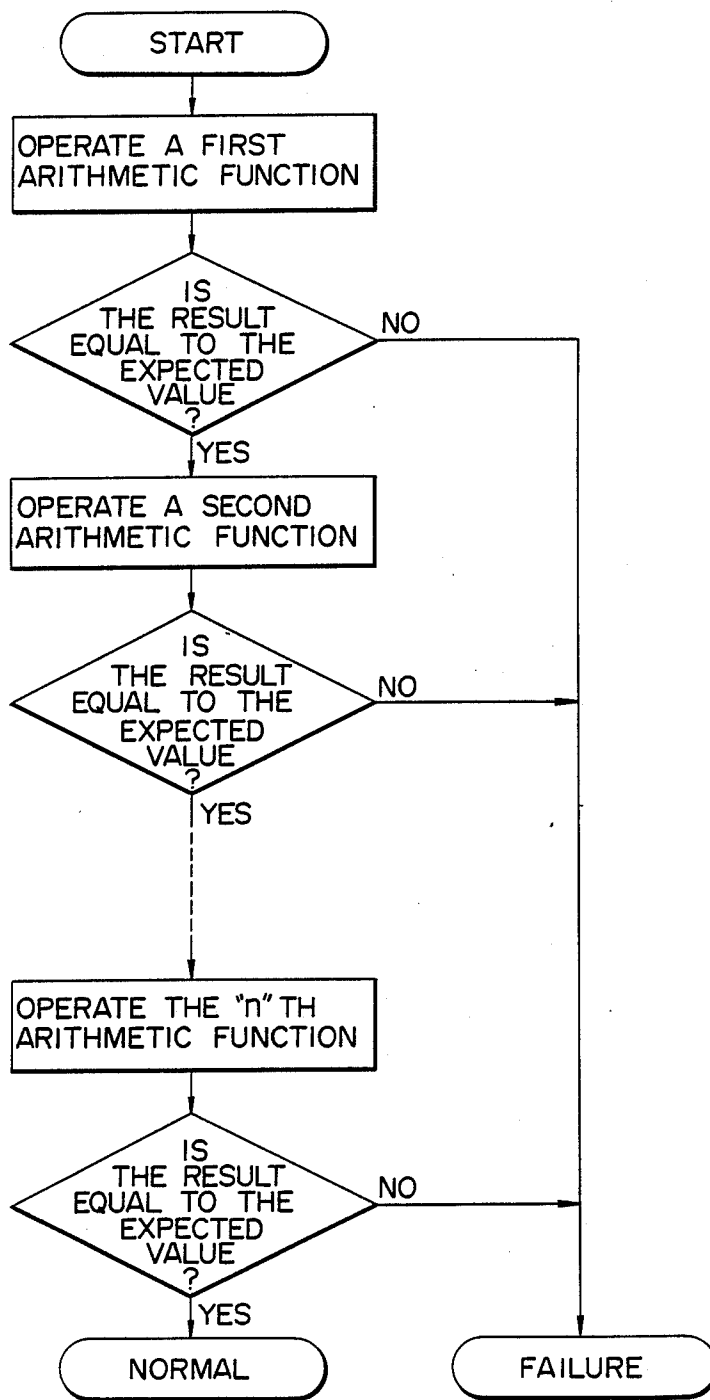 START
OPERATE A FIRST
ARITHMETIC FUNCTION
IS
THE RESULT
EQUAL TO THE
EXPECTED
VALUE
?
NO
YES
OPERATE A SECOND
ARITHMETIC FUNCTION
IS
THE RESULT
EQUAL TO THE
EXPECTED
VALUE
?
NO
YES
OPERATE THE "n" TH
ARITHMETIC FUNCTION
IS
THE RESULT
EQUAL TO THE
EXPECTED
VALUE
?
NO
YES
NORMAL
FAILURE